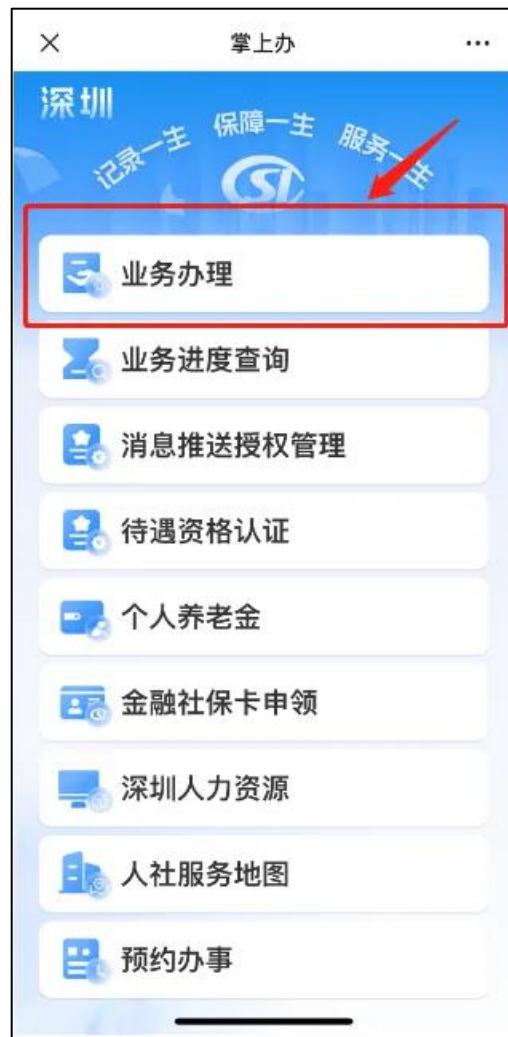 掌上办
深圳
记录一生 保障一生 服务一生
业务办理
业务进度查询
消息推送授权管理
待遇资格认证
个人养老金
金融社保卡申领
深圳人力资源
人社服务地图
预约办事